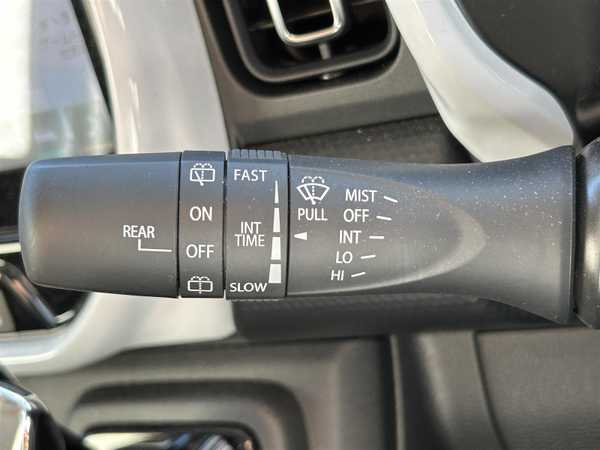 REAR
ON
OFF
FAST
INT
TIME
SLOW
PULL
MIST
OFF
INT
LO
HI